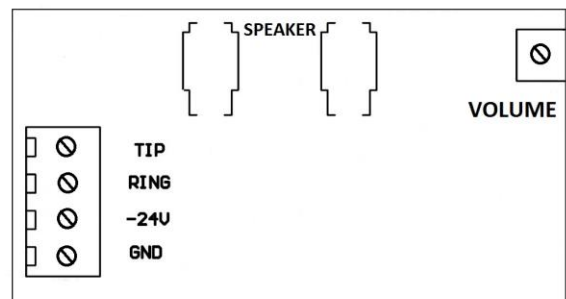 SPEAKER
VOLUME
TIP
RING
-24V
GND